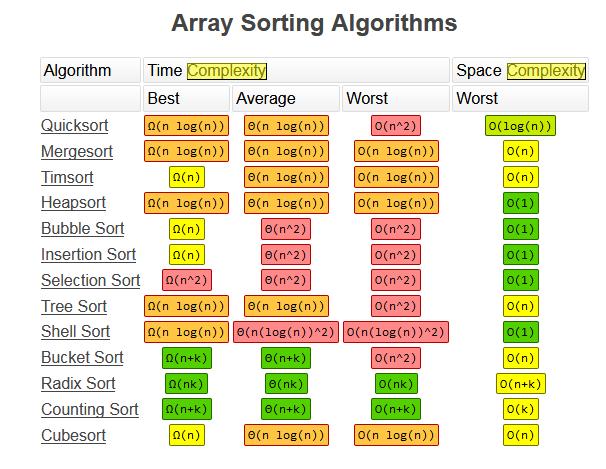 Array Sorting Algorithms
Algorithm Time Complexity Space Complexity
Best Average Worst Worst
Quicksort Ω(n log(n)) Θ(n log(n)) O(n^2) O(log(n))
Mergesort Ω(n log(n)) Θ(n log(n)) O(n log(n)) O(n)
Timsort Ω(n) Θ(n log(n)) O(n log(n)) O(n)
Heapsort Ω(n log(n)) Θ(n log(n)) O(n log(n)) O(1)
Bubble Sort Ω(n) Θ(n^2) O(n^2) O(1)
Insertion Sort Ω(n) Θ(n^2) O(n^2) O(1)
Selection Sort Ω(n^2) Θ(n^2) O(n^2) O(1)
Tree Sort Ω(n log(n)) Θ(n log(n)) O(n^2) O(n)
Shell Sort Ω(n log(n)) Θ(n(log(n))^2) O(n(log(n))^2) O(1)
Bucket Sort Ω(n+k) Θ(n+k) O(n^2) O(n)
Radix Sort Ω(nk) Θ(nk) O(nk) O(n+k)
Counting Sort Ω(n+k) Θ(n+k) O(n+k) O(k)
Cubesort Ω(n) Θ(n log(n)) O(n log(n)) O(n)